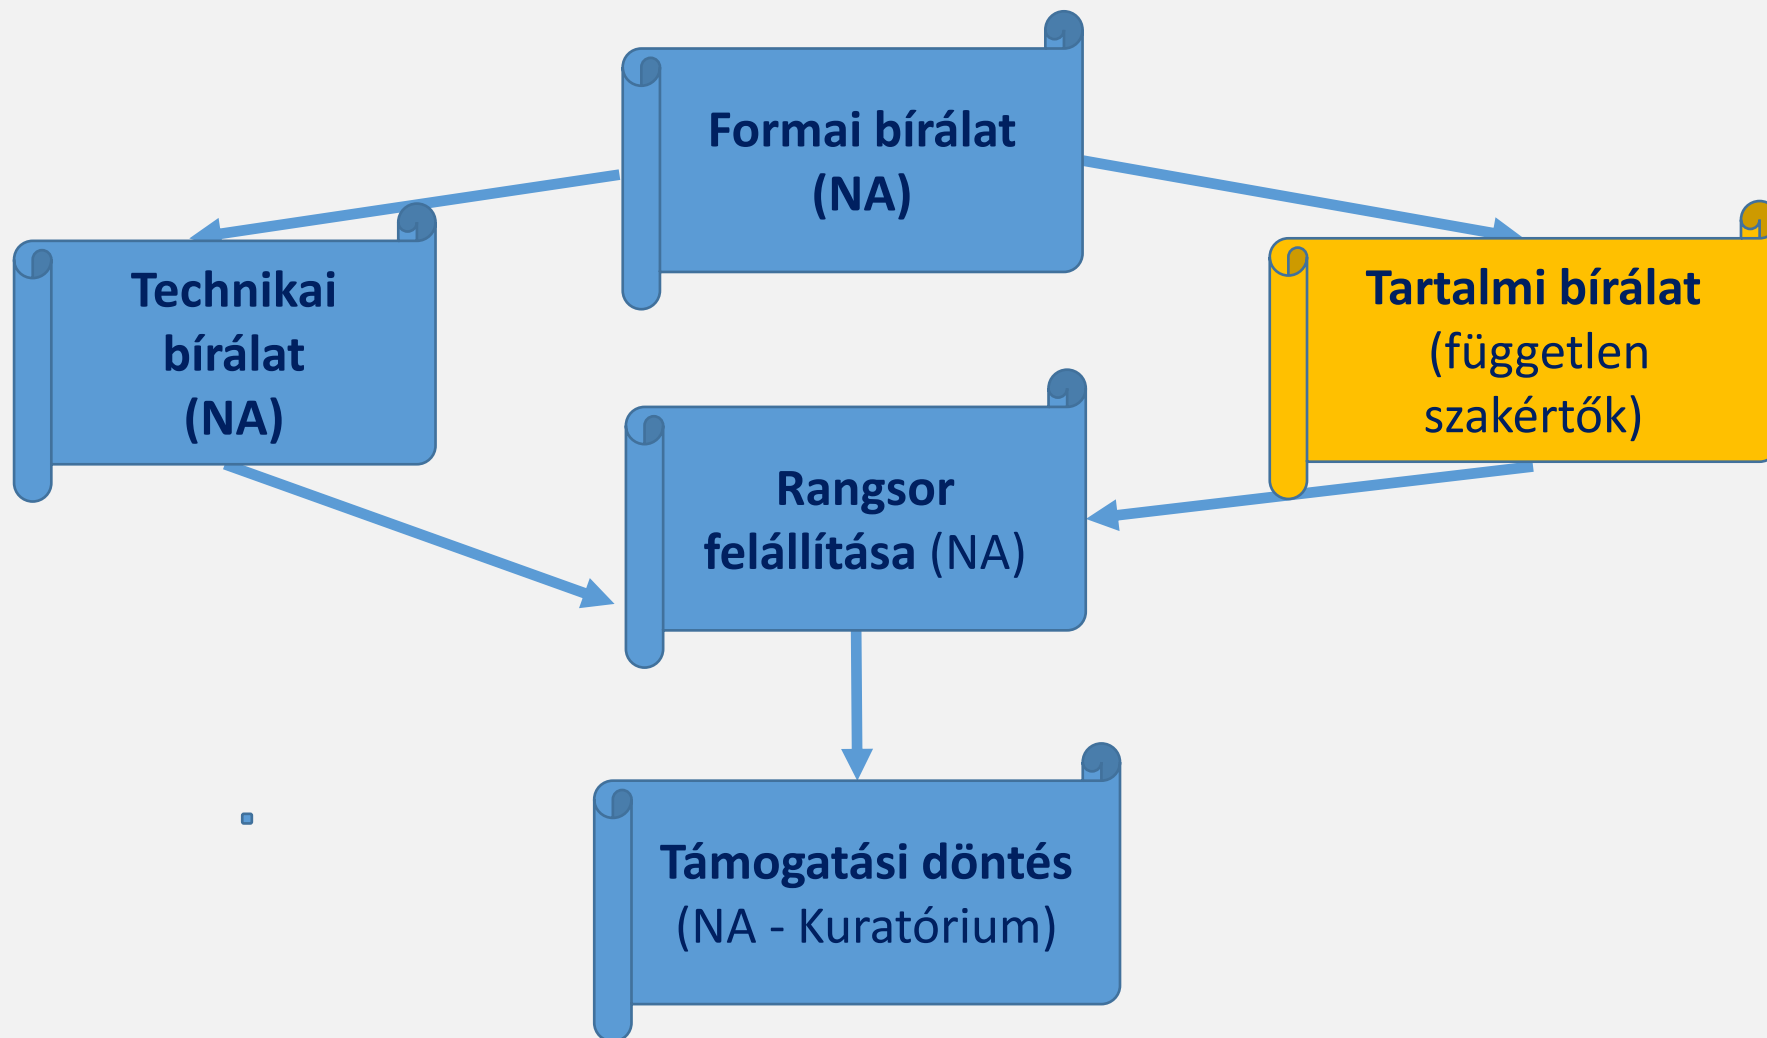 Formai bírálat
(NA)
Technikai
bírálat
(NA)
Tartalmi bírálat
(független
szakértők)
Rangsor
felállítása (NA)
Támogatási döntés
(NA - Kuratórium)